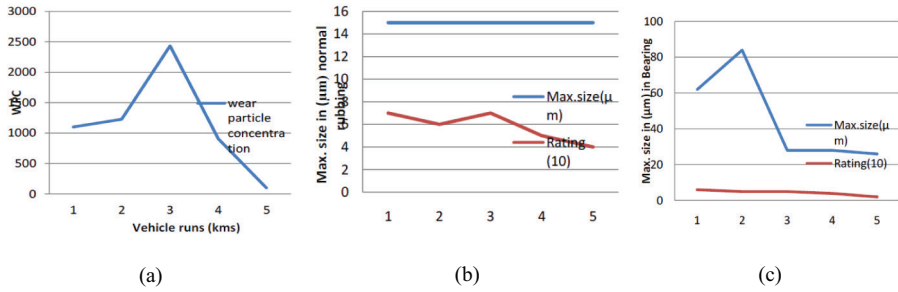 3000
2500
2000
1500
1000
500
0
WPC
1 2 3 4 5
Vehicle runs (kms)
wear
particle
concentra
tion
(a)
16
14
12
10
8
6
4
2
0
Max. size in (μm) normal
rubbing
1 2 3 4 5
Max.size(μ
m)
Rating
(10)
(b)
100
80
60
40
20
0
Max. size (μm) in Bearing
1 2 3 4 5
Max.size(μ
m)
Rating(10)
(c)